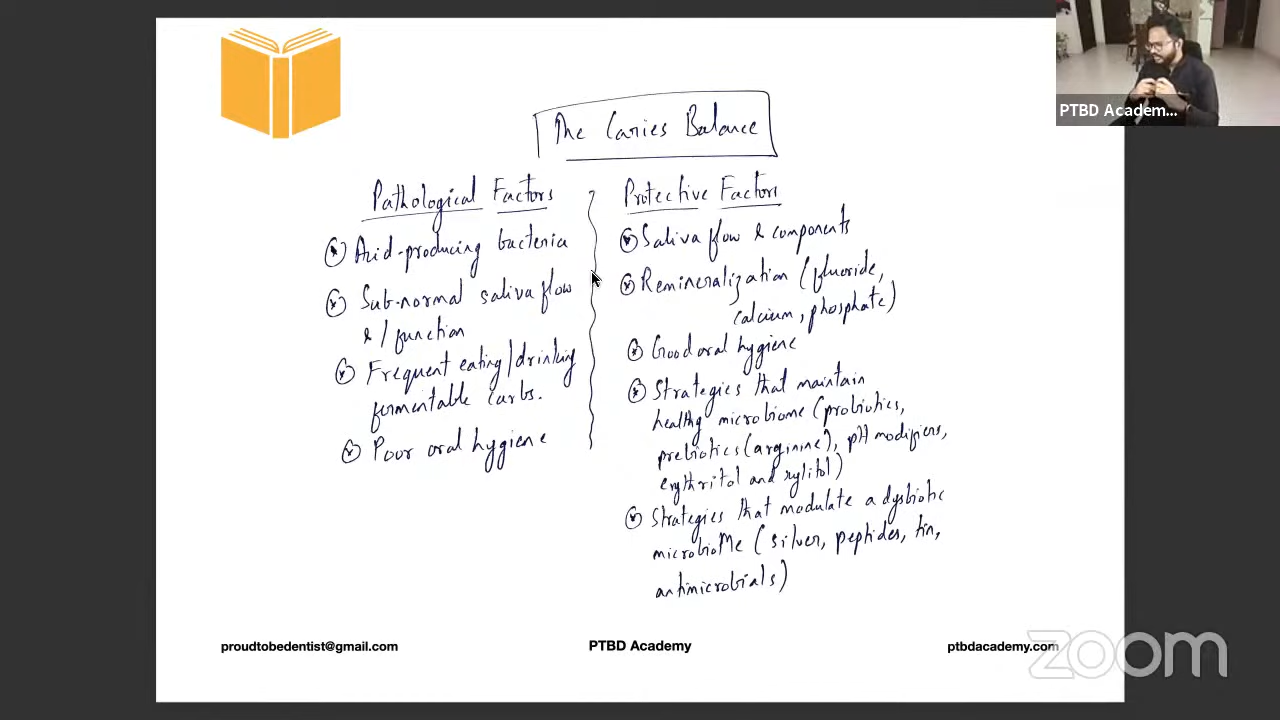 PTBD Academ...
The Caries Balance
Pathological Factors
Acid-producing bacteria
Sub-normal saliva flow
&/function
Frequent eating/drinking
fermentable carbs.
Poor oral hygiene
Protective Factors
Saliva flow & components
Remineralization (fluoride,
calcium, phosphate)
Good oral hygiene
Strategies that maintain
healthy microbiome (probiotics,
prebiotics (arginine), pH modifiers,
erythritol and xylitol)
Strategies that modulate a dysbiotic
microbioMe (silver, peptides, tin,
antimicrobials)
proudtobedentist@gmail.com
PTBD Academy
ptbdacademy.com
zoom